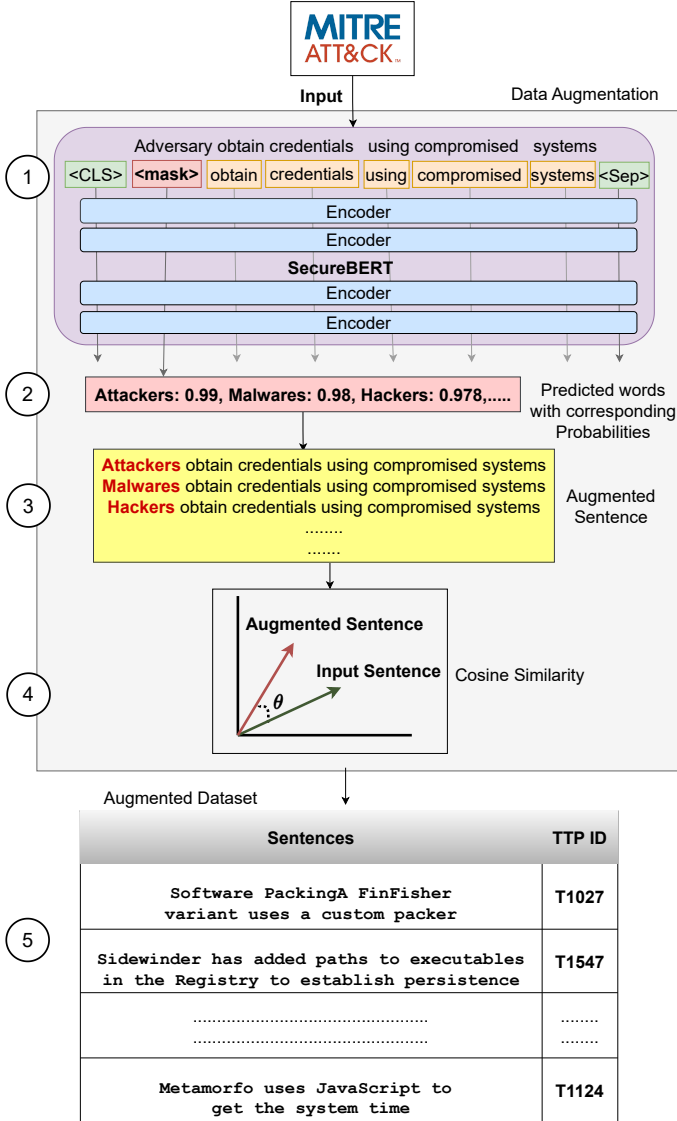 MITRE
ATT&CK™
Input
Data Augmentation
Adversary obtain credentials using compromised systems
1
<CLS> <mask> obtain credentials using compromised systems <Sep>
Encoder
Encoder
SecureBERT
Encoder
Encoder
2
Attackers: 0.99, Malwares: 0.98, Hackers: 0.978,.....
Predicted words
with corresponding
Probabilities
3
Attackers obtain credentials using compromised systems
Malwares obtain credentials using compromised systems
Hackers obtain credentials using compromised systems
........
.......
Augmented
Sentence
4
Augmented Sentence
Input Sentence
θ
Cosine Similarity
Augmented Dataset
Sentences TTP ID
5
Software PackingA FinFisher
variant uses a custom packer
T1027
Sidewinder has added paths to executables
in the Registry to establish persistence
T1547
.................................................. ........
.................................................. ........
Metamorfo uses JavaScript to
get the system time
T1124